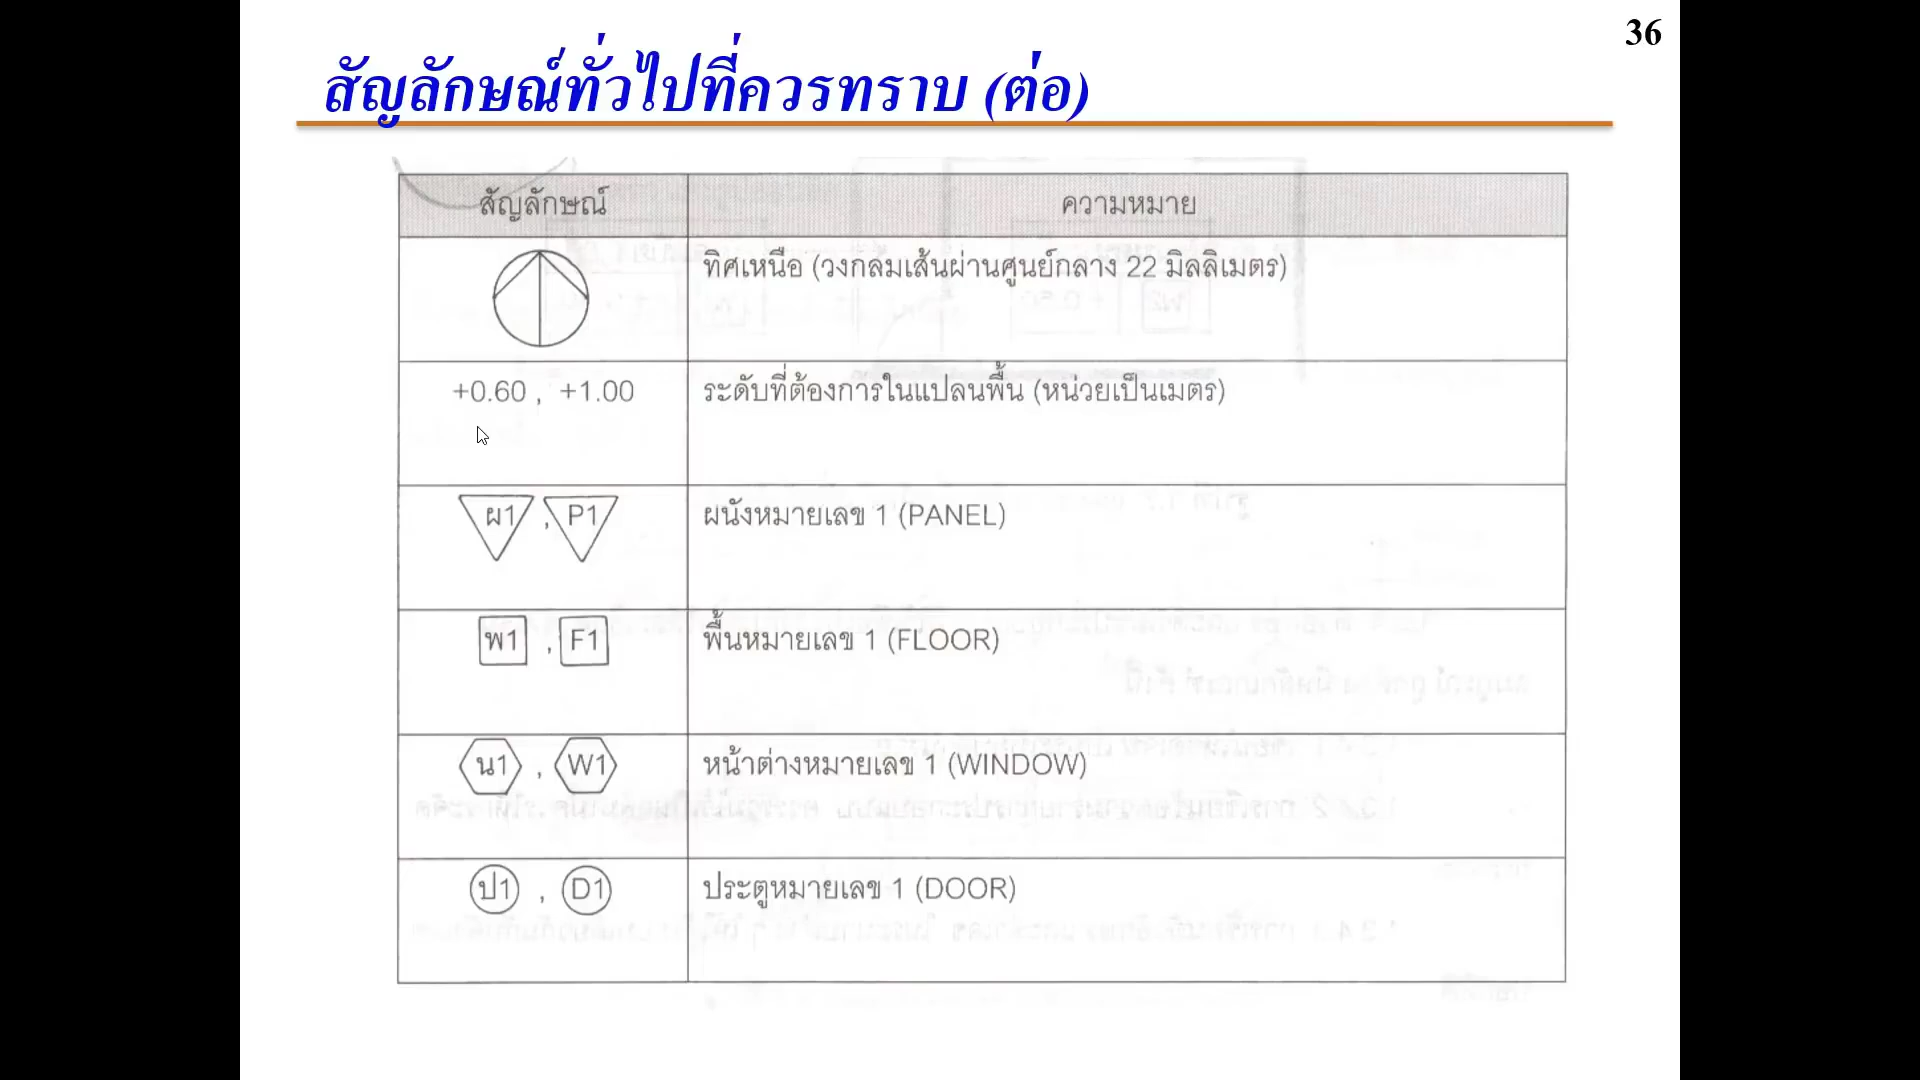 36
สัญลักษณ์ทั่วไปที่ควรทราบ (ต่อ)
สัญลักษณ์ ความหมาย
ทิศเหนือ (วงกลมเส้นผ่านศูนย์กลาง 22 มิลลิเมตร)
+0.60 , +1.00 ระดับที่ต้องการในแปลนพื้น (หน่วยเป็นเมตร)
ผ1 , P1 ผนังหมายเลข 1 (PANEL)
พ1 , F1 พื้นหมายเลข 1 (FLOOR)
น1 , W1 หน้าต่างหมายเลข 1 (WINDOW)
ป1 , D1 ประตูหมายเลข 1 (DOOR)